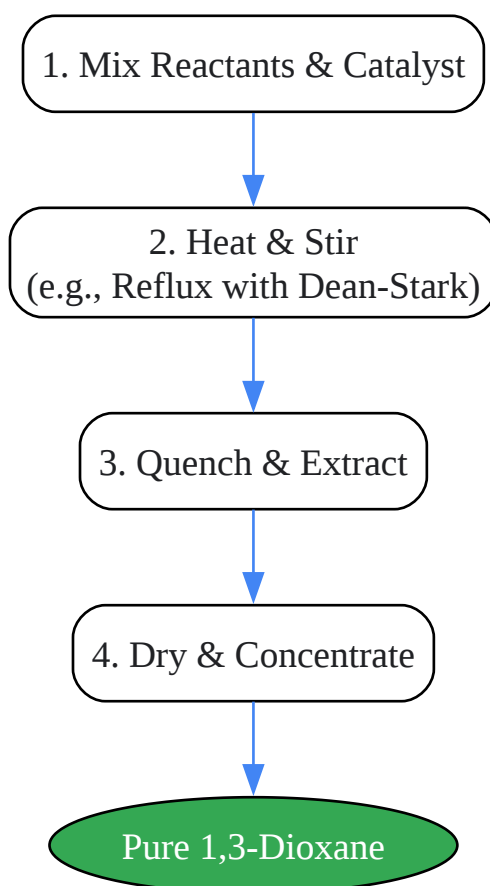 1. Mix Reactants & Catalyst
2. Heat & Stir
(e.g., Reflux with Dean-Stark)
3. Quench & Extract
4. Dry & Concentrate
Pure 1,3-Dioxane